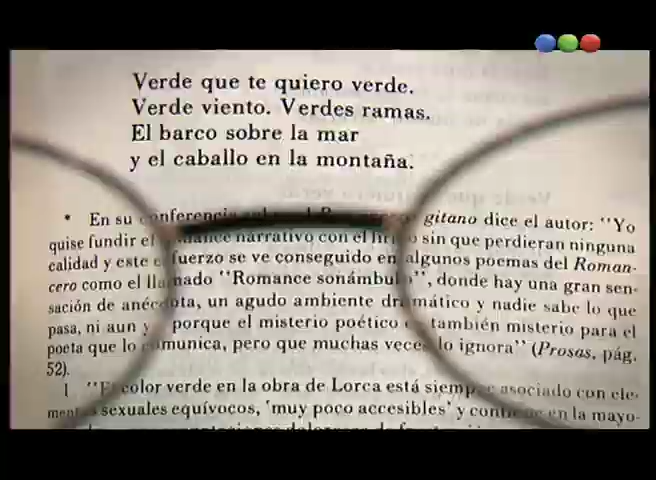 Verde que te quiero verde.
Verde viento. Verdes ramas.
El barco sobre la mar
y el caballo en la montaña.
* En su conferencia gitano dice el autor: "Yo
quise fundir el romance narrativo con el sin que perdieran ninguna
calidad y este esfuerzo se ve conseguido en algunos poemas del Roman-
cero como el llamado "Romance sonámbulo", donde hay una gran sen-
sación de anécdota, un agudo ambiente dramático y nadie sabe lo que
pasa, ni aun y porque el misterio poético también misterio para el
poeta que lo comunica, pero que muchas veces lo ignora" (Prosas, pág.
52).
1 "El color verde en la obra de Lorca está siempre asociado con ele-
mentos sexuales equívocos, 'muy poco accesibles' y contiene en la mayo-